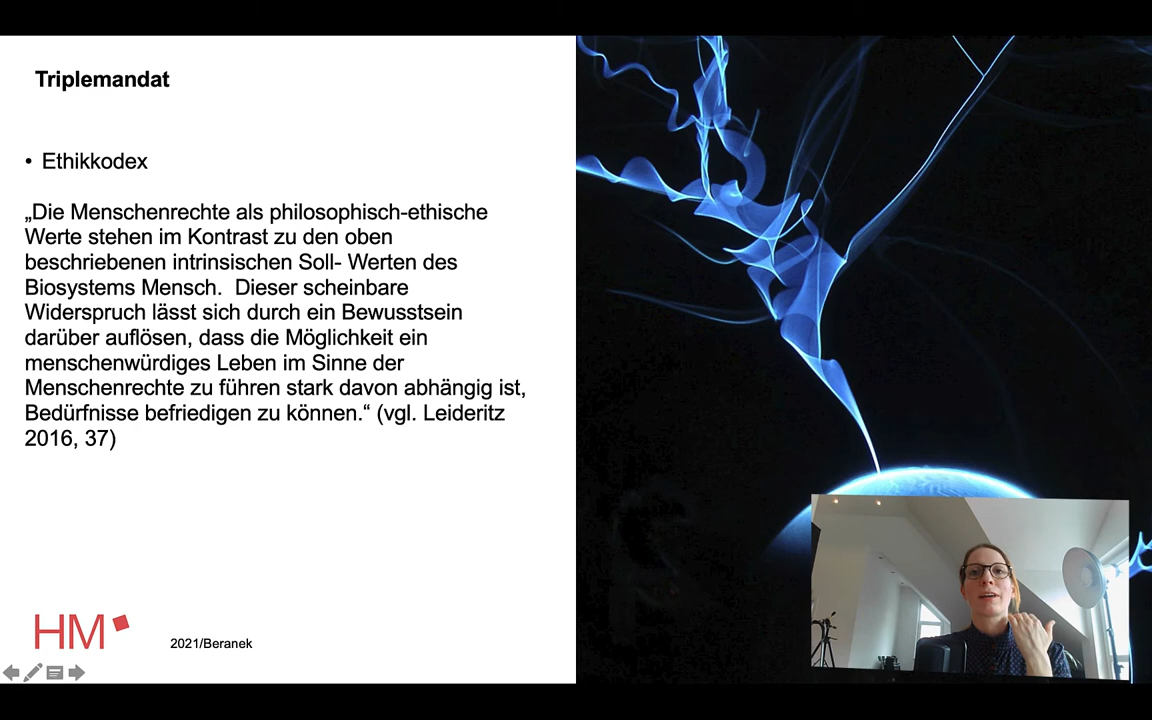 Triplemandat
• Ethikkodex
„Die Menschenrechte als philosophisch-ethische
Werte stehen im Kontrast zu den oben
beschriebenen intrinsischen Soll- Werten des
Biosystems Mensch.  Dieser scheinbare
Widerspruch lässt sich durch ein Bewusstsein
darüber auflösen, dass die Möglichkeit ein
menschenwürdiges Leben im Sinne der
Menschenrechte zu führen stark davon abhängig ist,
Bedürfnisse befriedigen zu können.“ (vgl. Leideritz
2016, 37)
HM
2021/Beranek